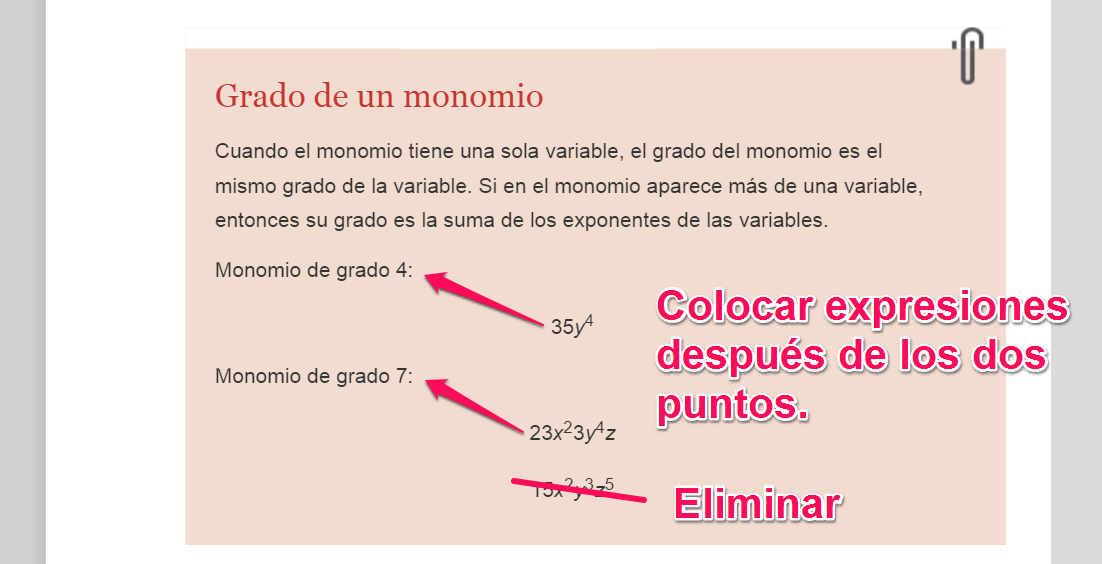 Grado de un monomio
Cuando el monomio tiene una sola variable, el grado del monomio es el
mismo grado de la variable. Si en el monomio aparece más de una variable,
entonces su grado es la suma de los exponentes de las variables.
Monomio de grado 4:
35y⁴
Monomio de grado 7:
23x²3y⁴z
15x²y³z⁵
Colocar expresiones
después de los dos
puntos.
Eliminar